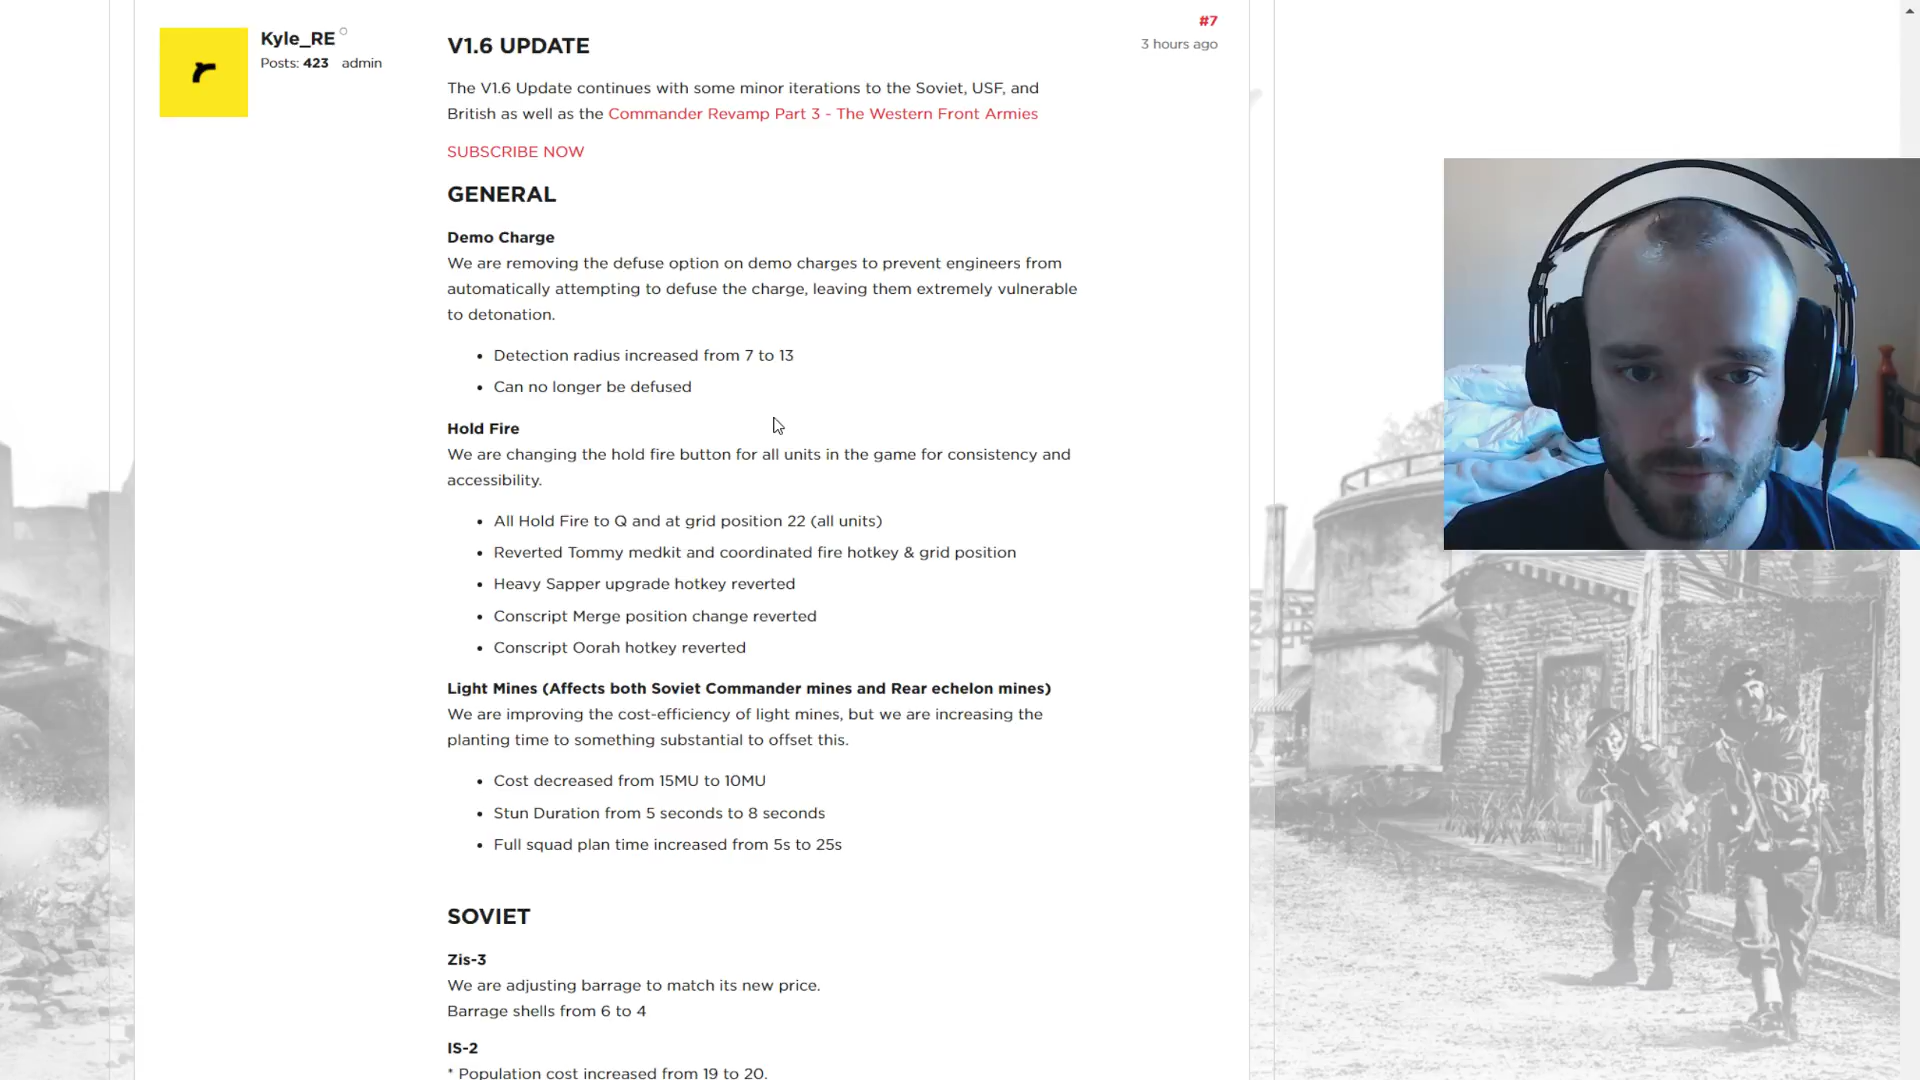 Kyle_RE
Posts: 423 admin
#7
3 hours ago
V1.6 UPDATE
The V1.6 Update continues with some minor iterations to the Soviet, USF, and
British as well as the Commander Revamp Part 3 - The Western Front Armies
SUBSCRIBE NOW
GENERAL
Demo Charge
We are removing the defuse option on demo charges to prevent engineers from
automatically attempting to defuse the charge, leaving them extremely vulnerable
to detonation.
• Detection radius increased from 7 to 13
• Can no longer be defused
Hold Fire
We are changing the hold fire button for all units in the game for consistency and
accessibility.
• All Hold Fire to Q and at grid position 22 (all units)
• Reverted Tommy medkit and coordinated fire hotkey & grid position
• Heavy Sapper upgrade hotkey reverted
• Conscript Merge position change reverted
• Conscript Oorah hotkey reverted
Light Mines (Affects both Soviet Commander mines and Rear echelon mines)
We are improving the cost-efficiency of light mines, but we are increasing the
planting time to something substantial to offset this.
• Cost decreased from 15MU to 10MU
• Stun Duration from 5 seconds to 8 seconds
• Full squad plan time increased from 5s to 25s
SOVIET
Zis-3
We are adjusting barrage to match its new price.
Barrage shells from 6 to 4
IS-2
* Population cost increased from 19 to 20.